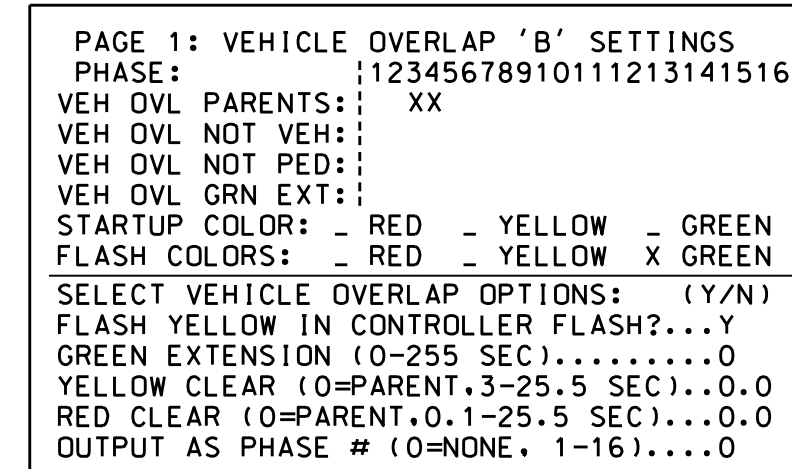 PAGE 1: VEHICLE OVERLAP 'B' SETTINGS
PHASE: ¦12345678910111213141516
VEH OVL PARENTS:¦ XX
VEH OVL NOT VEH:¦
VEH OVL NOT PED:¦
VEH OVL GRN EXT:¦
STARTUP COLOR: _ RED _ YELLOW _ GREEN
FLASH COLORS: _ RED _ YELLOW X GREEN
SELECT VEHICLE OVERLAP OPTIONS: (Y/N)
FLASH YELLOW IN CONTROLLER FLASH?...Y
GREEN EXTENSION (0-255 SEC).........0
YELLOW CLEAR (0=PARENT,3-25.5 SEC)..0.0
RED CLEAR (0=PARENT,0.1-25.5 SEC)...0.0
OUTPUT AS PHASE # (0=NONE, 1-16)....0